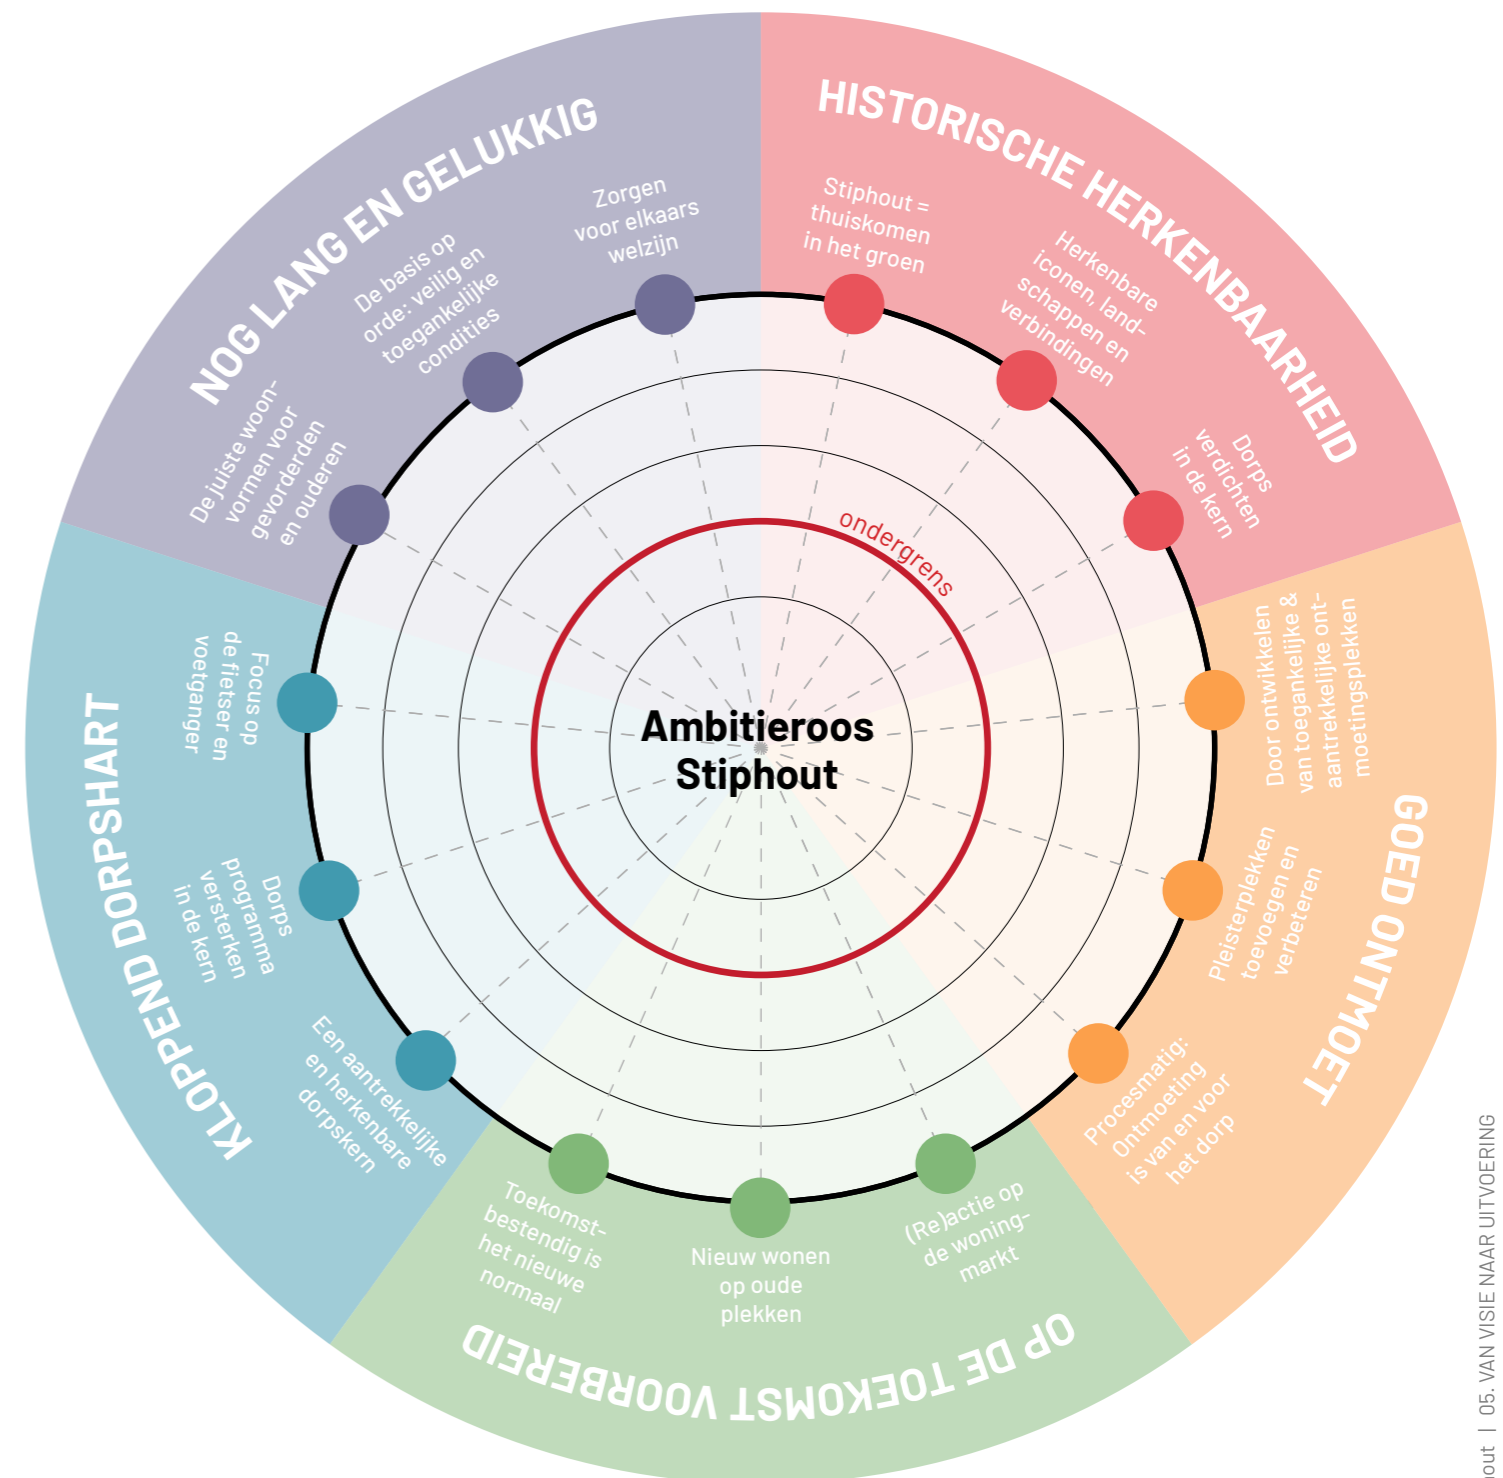 HISTORISCHE HERKENBAARHEID
Stiphout =
thuiskomen
in het groen
Herkenbare
iconen, land-
schappen en
verbindingen
Dorps
verdichten
in de kern
GOED ONTMOET
Door ontwikkelen
van toegankelijke &
aantrekkelijke ont-
moetingsplekken
Pleisterplekken
toevoegen en
verbeteren
Procesmatig:
Ontmoeting
is van en voor
het dorp
OP DE TOEKOMST VOORBEREID
(Re)actie op
de woning-
markt
Nieuw wonen
op oude
plekken
Toekomst-
bestendig is
het nieuwe
normaal
KLOPPEND DORPSHART
Een aantrekkelijke
en herkenbare
dorpskern
Dorps
programma
versterken
in de kern
Focus op
de fietser en
voetganger
NOG LANG EN GELUKKIG
De juiste woon-
vormen voor
gevorderden
en ouderen
De basis op
orde: veilig en
toegankelijke
condities
Zorgen
voor elkaars
welzijn
ondergrens
Ambitieroos
Stiphout
| 05. VAN VISIE NAAR UITVOERING